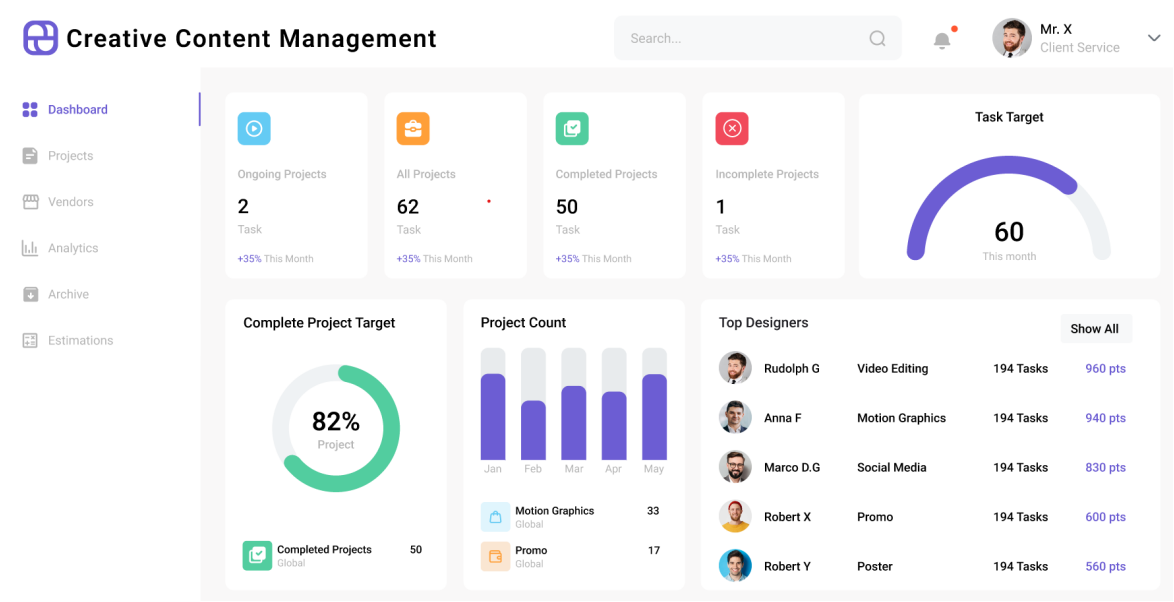 Creative Content Management
Search...
Mr. X
Client Service
Dashboard
Projects
Vendors
Analytics
Archive
Estimations
Ongoing Projects
2
Task
+35% This Month
All Projects
62
Task
+35% This Month
Completed Projects
50
Task
+35% This Month
Incomplete Projects
1
Task
+35% This Month
Task Target
60
This month
Complete Project Target
82%
Project
Completed Projects 50
Global
Project Count
Jan Feb Mar Apr May
Motion Graphics 33
Global
Promo 17
Global
Top Designers
Show All
Rudolph G Video Editing 194 Tasks 960 pts
Anna F Motion Graphics 194 Tasks 940 pts
Marco D.G Social Media 194 Tasks 830 pts
Robert X Promo 194 Tasks 600 pts
Robert Y Poster 194 Tasks 560 pts